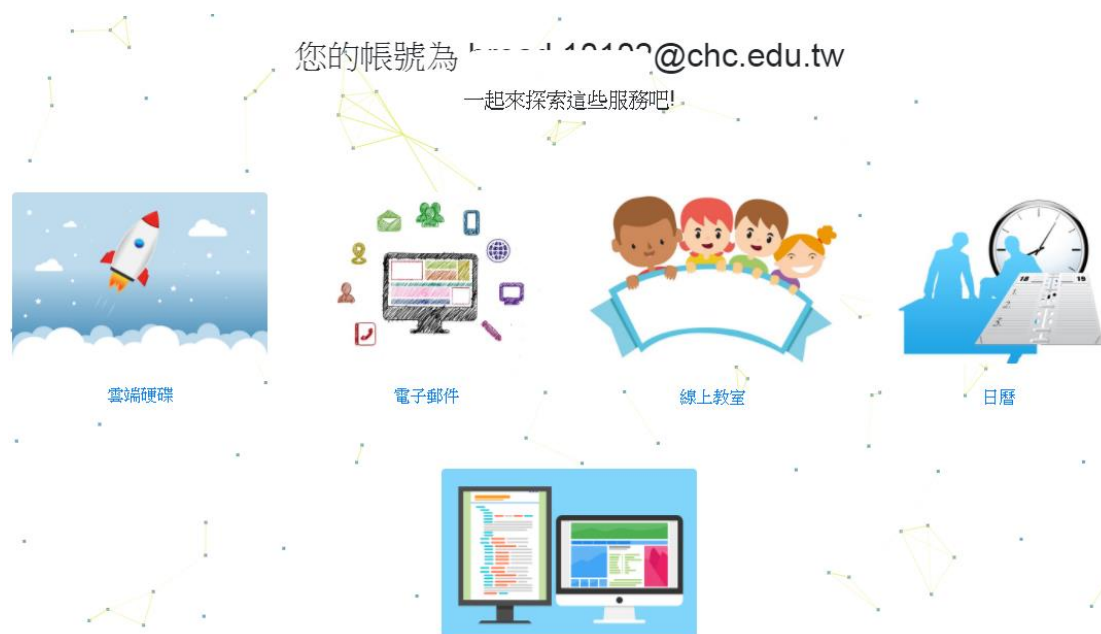 您的帳號為 @chc.edu.tw
一起來探索這些服務吧!
雲端硬碟
電子郵件
線上教室
日曆